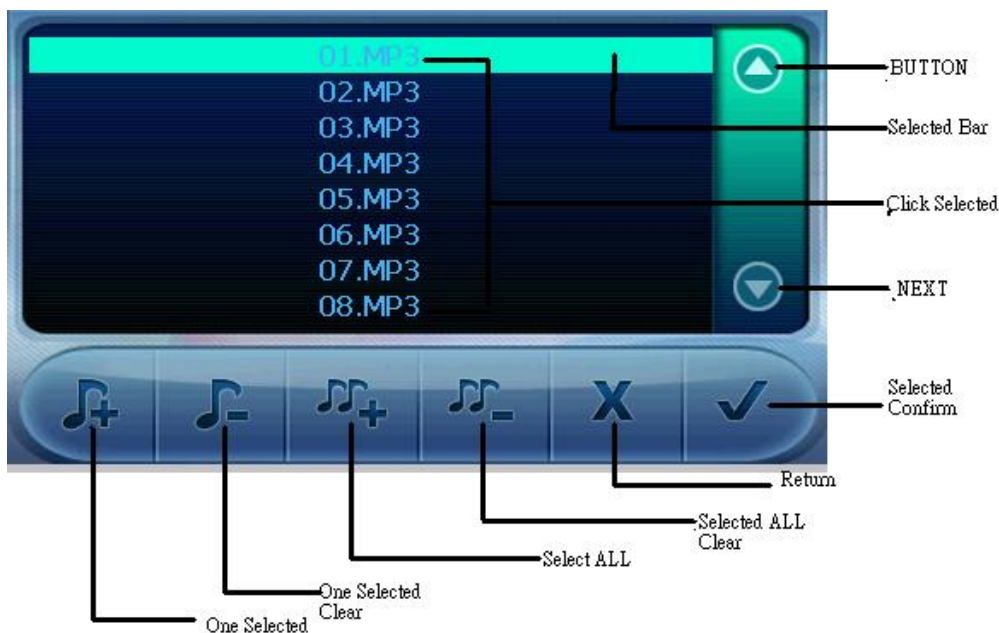 01.MP3
02.MP3
03.MP3
04.MP3
05.MP3
06.MP3
07.MP3
08.MP3
BUTTON
Selected Bar
Click Selected
NEXT
Selected
Confirm
Return
Selected ALL
Clear
Select ALL
One Selected
Clear
One Selected